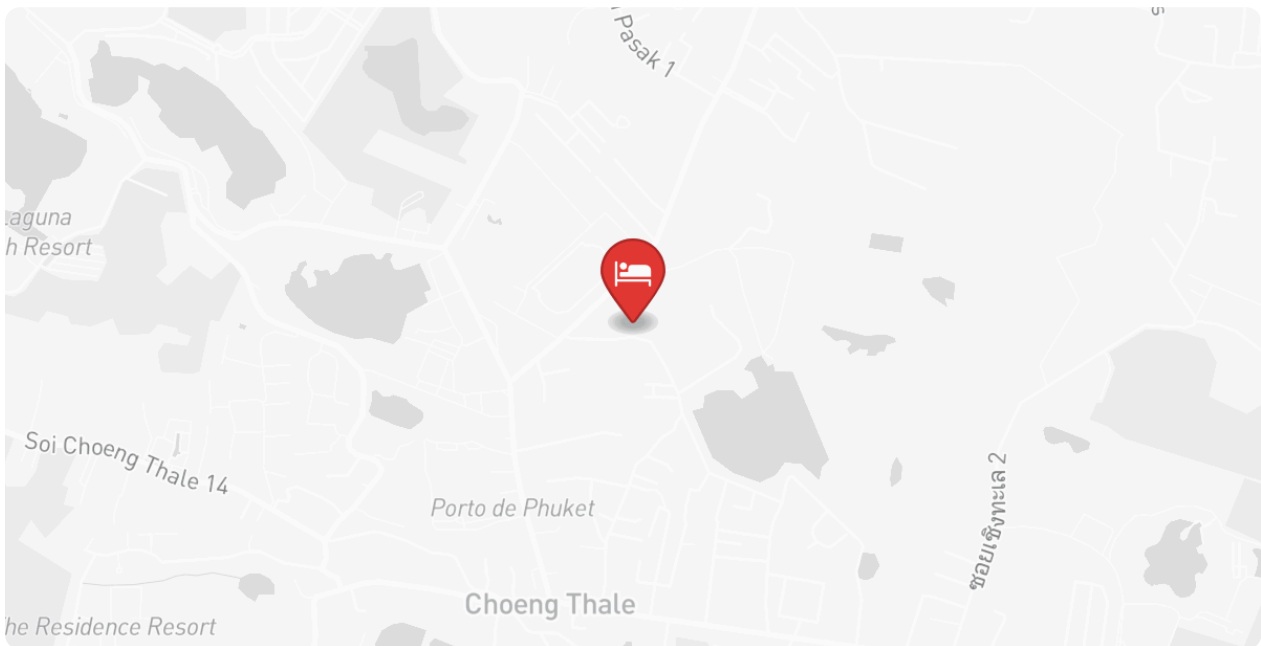 Pasak 1
Laguna
h Resort
Soi Choeng Thale 14
Porto de Phuket
ซอยเชิงทะเล 2
Choeng Thale
he Residence Resort